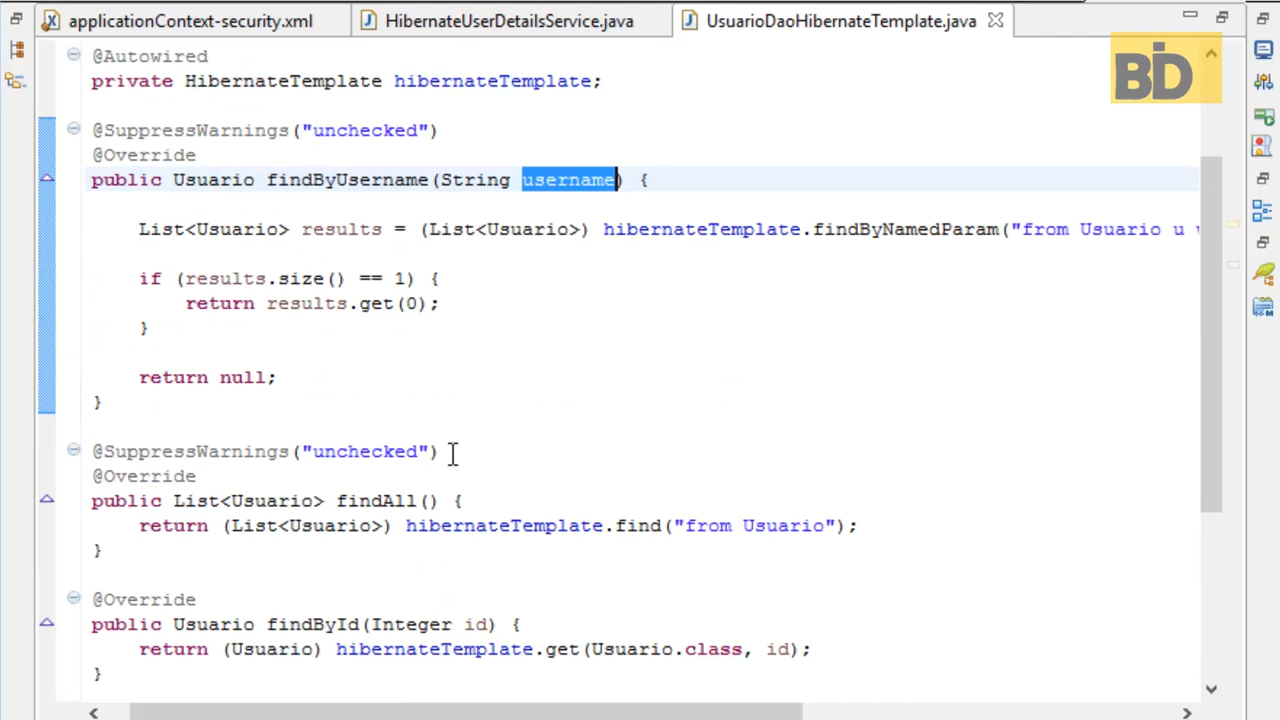 applicationContext-security.xml
HibernateUserDetailsService.java
UsuarioDaoHibernateTemplate.java
BD
@Autowired
private HibernateTemplate hibernateTemplate;
@SuppressWarnings("unchecked")
@Override
public Usuario findByUsername(String username) {
List<Usuario> results = (List<Usuario>) hibernateTemplate.findByNamedParam("from Usuario u
if (results.size() == 1) {
return results.get(0);
}
return null;
}
@SuppressWarnings("unchecked")
@Override
public List<Usuario> findAll() {
return (List<Usuario>) hibernateTemplate.find("from Usuario");
}
@Override
public Usuario findById(Integer id) {
return (Usuario) hibernateTemplate.get(Usuario.class, id);
}